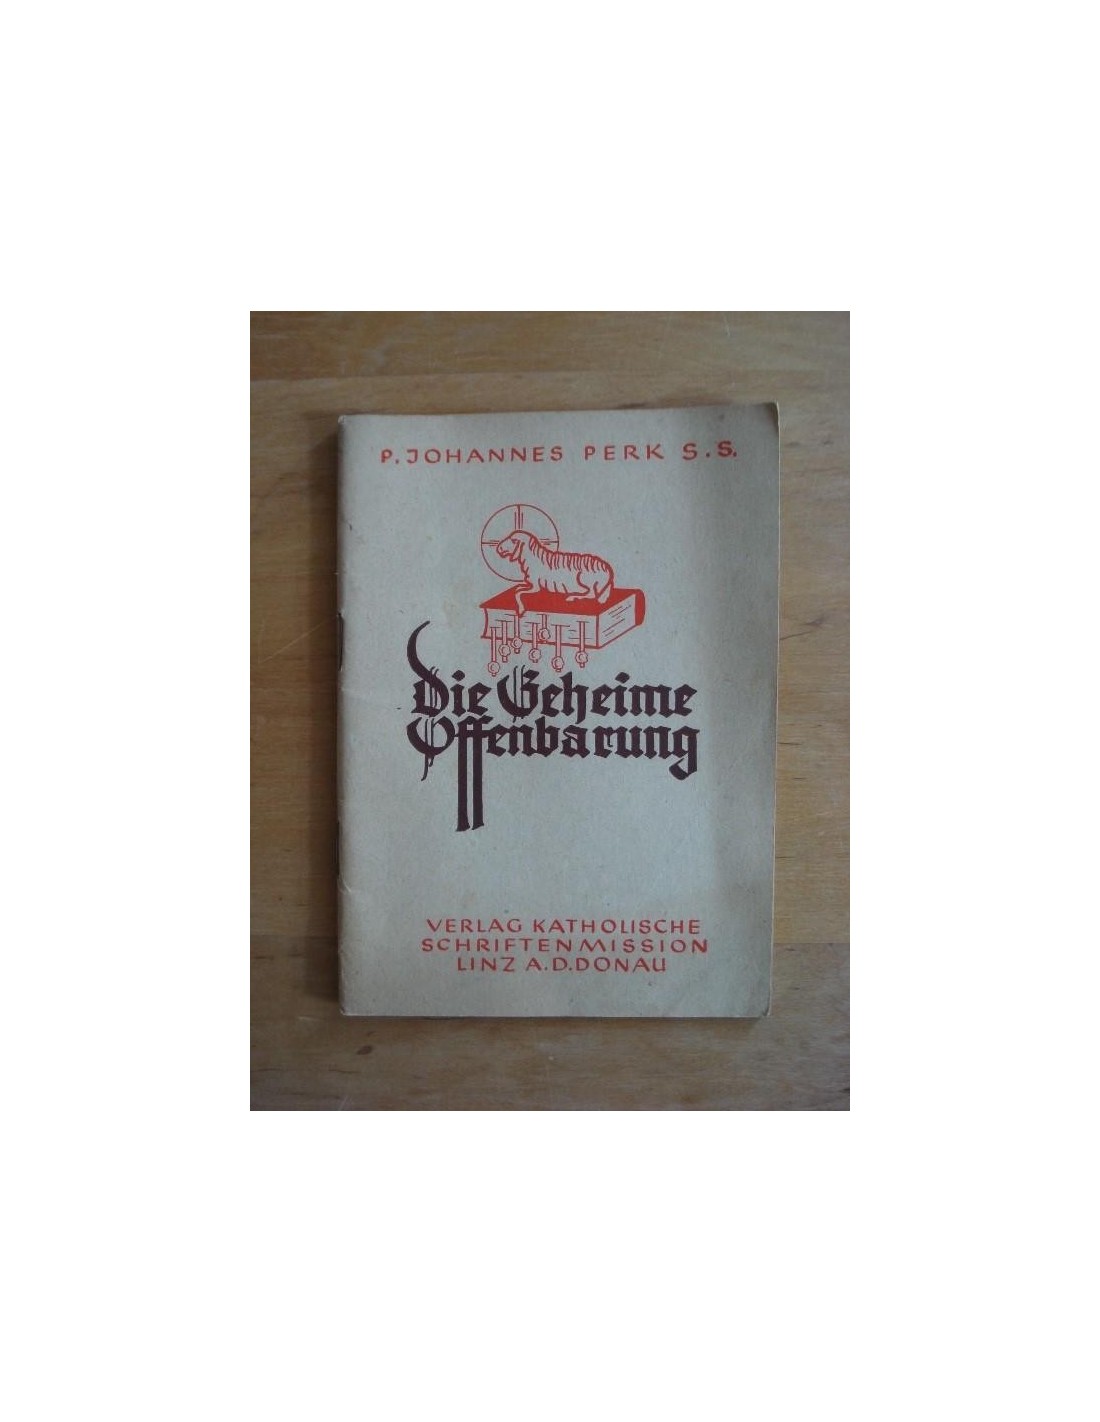 P. JOHANNES PERK S.S.
Die Geheime
Offenbarung
VERLAG KATHOLISCHE
SCHRIFTENMISSION
LINZ A.D.DONAU